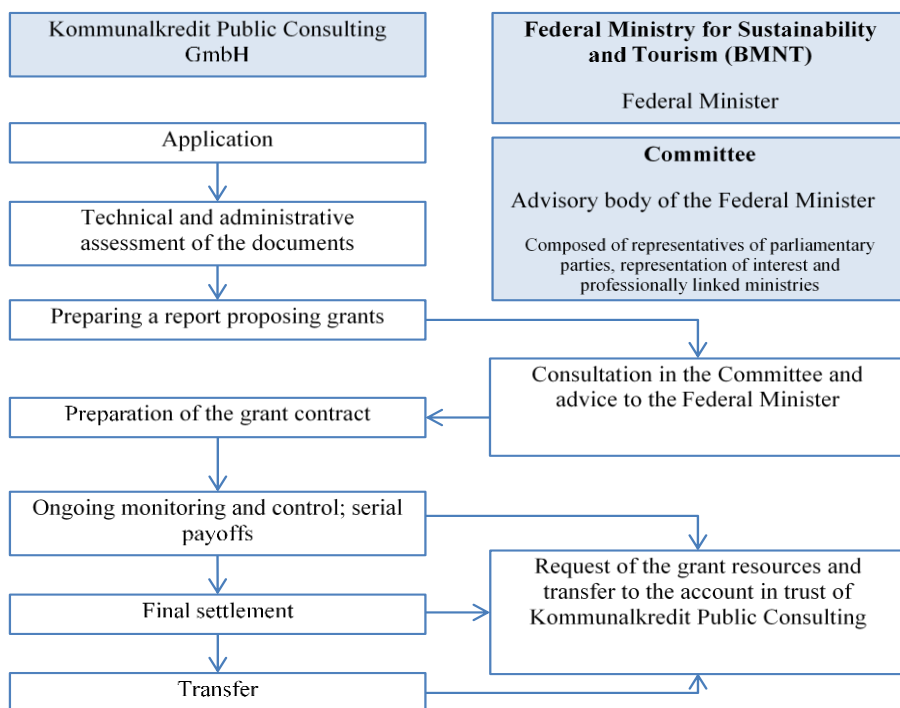 Kommunalkredit Public Consulting
GmbH
Federal Ministry for Sustainability
and Tourism (BMNT)
Federal Minister
Application
Committee
Advisory body of the Federal Minister
Composed of representatives of parliamentary
parties, representation of interest and
professionally linked ministries
Technical and administrative
assessment of the documents
Preparing a report proposing grants
Consultation in the Committee and
advice to the Federal Minister
Preparation of the grant contract
Ongoing monitoring and control; serial
payoffs
Request of the grant resources and
transfer to the account in trust of
Kommunalkredit Public Consulting
Final settlement
Transfer